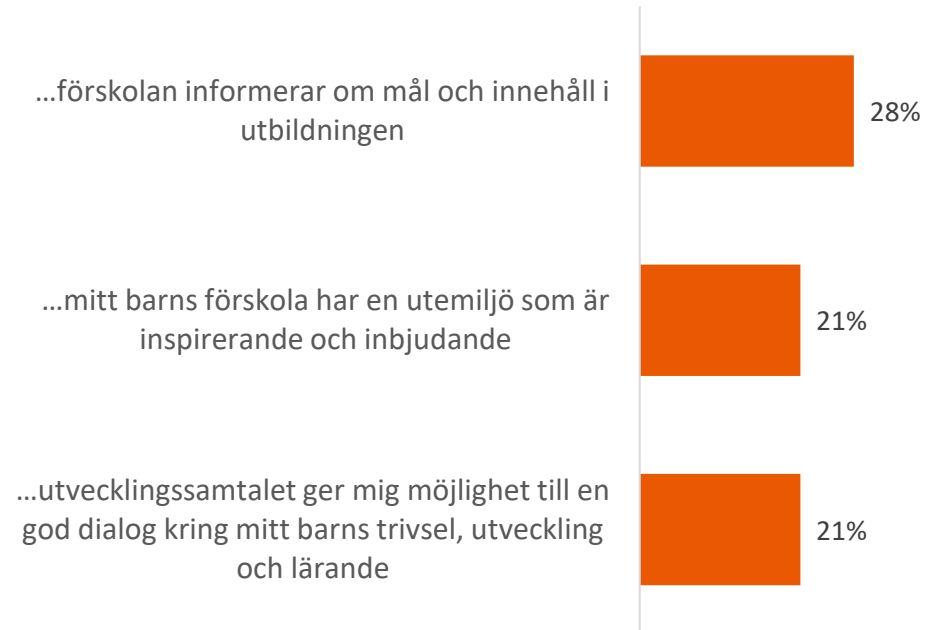 ...förskolan informerar om mål och innehåll i
utbildningen
28%
...mitt barns förskola har en utemiljö som är
inspirerande och inbjudande
21%
...utvecklingssamtalet ger mig möjlighet till en
god dialog kring mitt barns trivsel, utveckling
och lärande
21%